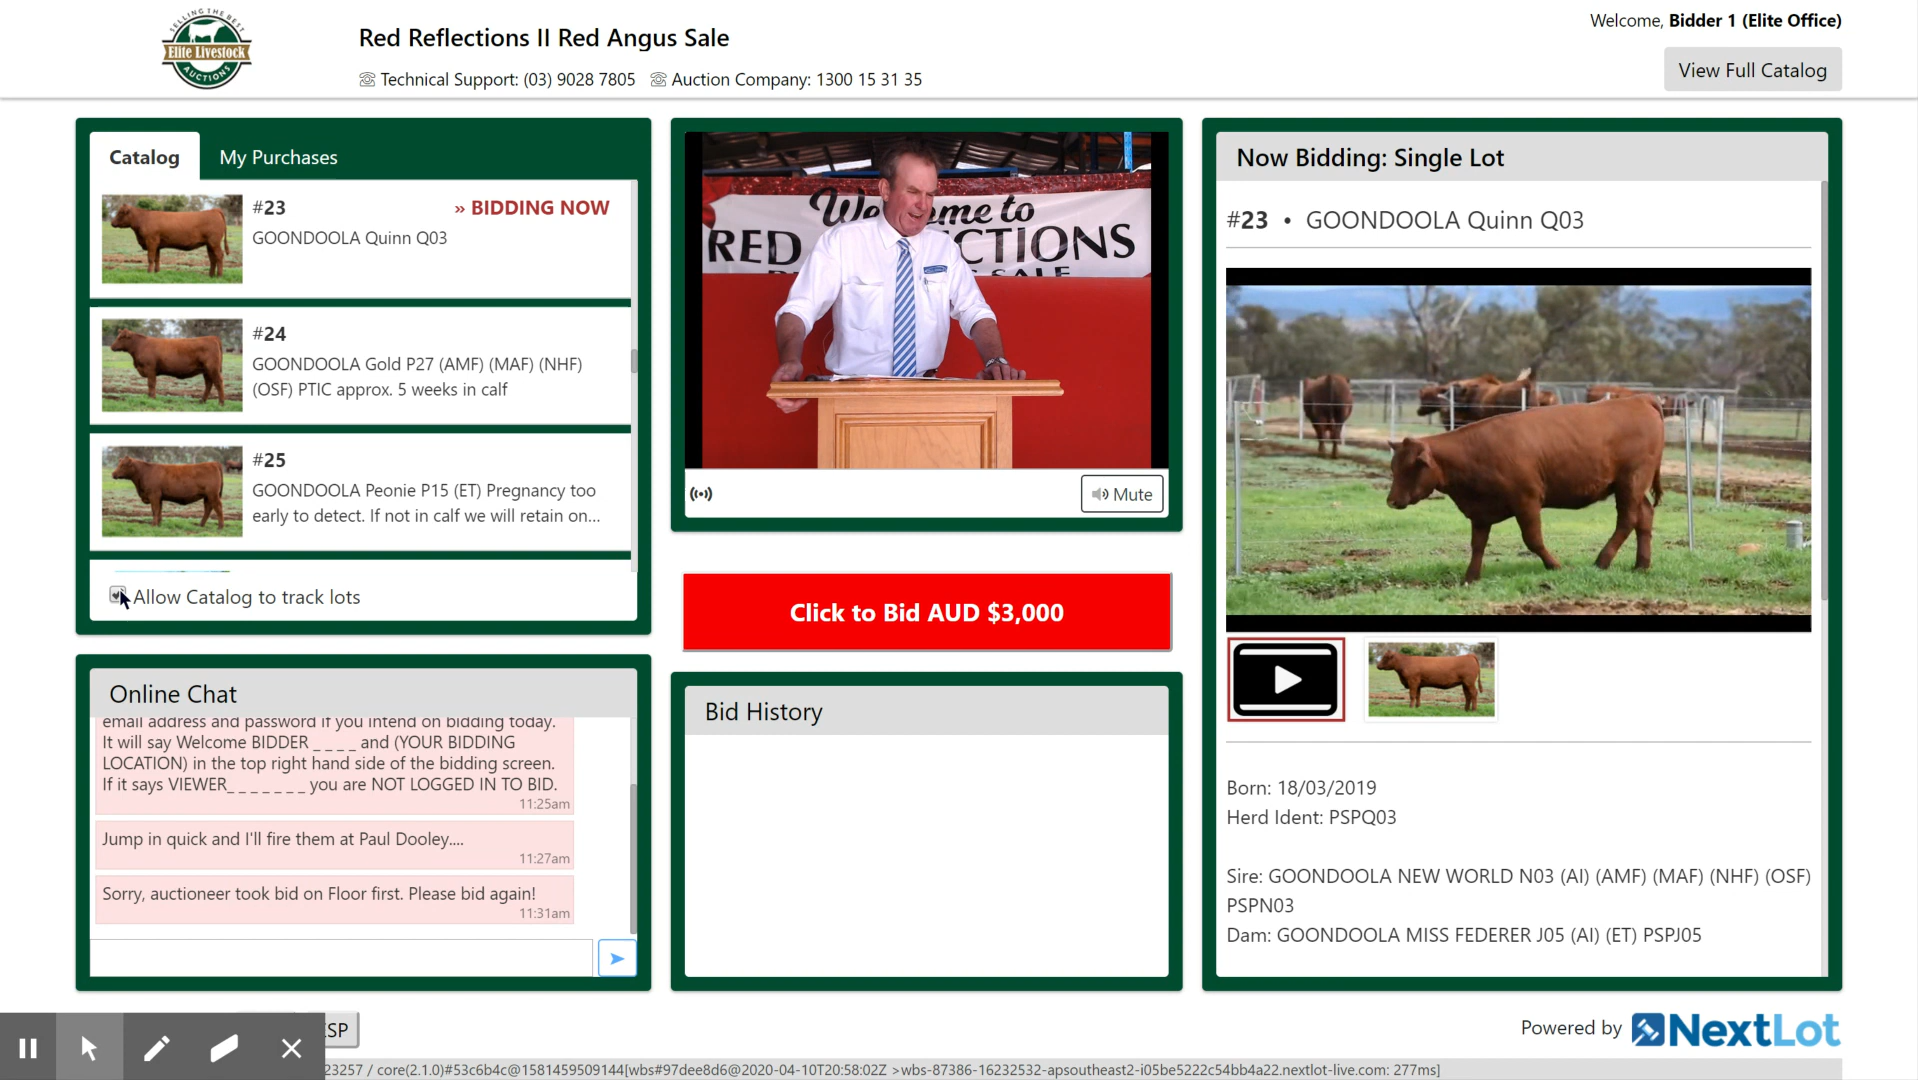 SELLING THE BEST
Elite Livestock
AUCTIONS
Red Reflections II Red Angus Sale
Technical Support: (03) 9028 7805 Auction Company: 1300 15 31 35
Welcome, Bidder 1 (Elite Office)
View Full Catalog
Catalog
My Purchases
#23 » BIDDING NOW
GOONDOOLA Quinn Q03
#24
GOONDOOLA Gold P27 (AMF) (MAF) (NHF)
(OSF) PTIC approx. 5 weeks in calf
#25
GOONDOOLA Peonie P15 (ET) Pregnancy too
early to detect. If not in calf we will retain on...
Allow Catalog to track lots
Online Chat
email address and password if you intend on bidding today.
It will say Welcome BIDDER _ _ _ _ and (YOUR BIDDING
LOCATION) in the top right hand side of the bidding screen.
If it says VIEWER_ _ _ _ _ _ _ you are NOT LOGGED IN TO BID.
11:25am
Jump in quick and I'll fire them at Paul Dooley....
11:27am
Sorry, auctioneer took bid on Floor first. Please bid again!
11:31am
Mute
Click to Bid AUD $3,000
Bid History
Now Bidding: Single Lot
#23 • GOONDOOLA Quinn Q03
Born: 18/03/2019
Herd Ident: PSPQ03
Sire: GOONDOOLA NEW WORLD N03 (AI) (AMF) (MAF) (NHF) (OSF)
PSPN03
Dam: GOONDOOLA MISS FEDERER J05 (AI) (ET) PSPJ05
Powered by NextLot
23257 / core(2.1.0)#53c6b4c@1581459509144[wbs#97dee8d6@2020-04-10T20:58:02Z >wbs-87386-16232532-apsoutheast2-i05be5222c54bb4a22.nextlot-live.com: 277ms]